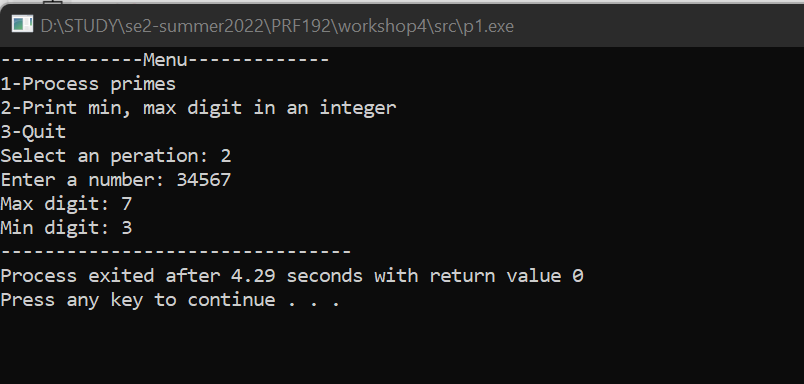 D:\STUDY\se2-summer2022\PRF192\workshop4\src\p1.exe
-------------Menu-------------
1-Process primes
2-Print min, max digit in an integer
3-Quit
Select an peration: 2
Enter a number: 34567
Max digit: 7
Min digit: 3
--------------------------------
Process exited after 4.29 seconds with return value 0
Press any key to continue . . .